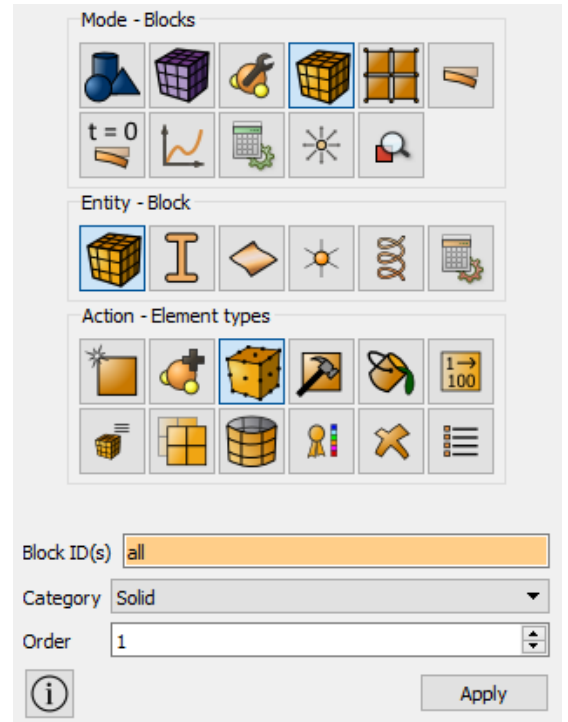 Mode - Blocks
t = 0
Entity - Block
Action - Element types
1→
100
Block ID(s) all
Category Solid
Order 1
i
Apply